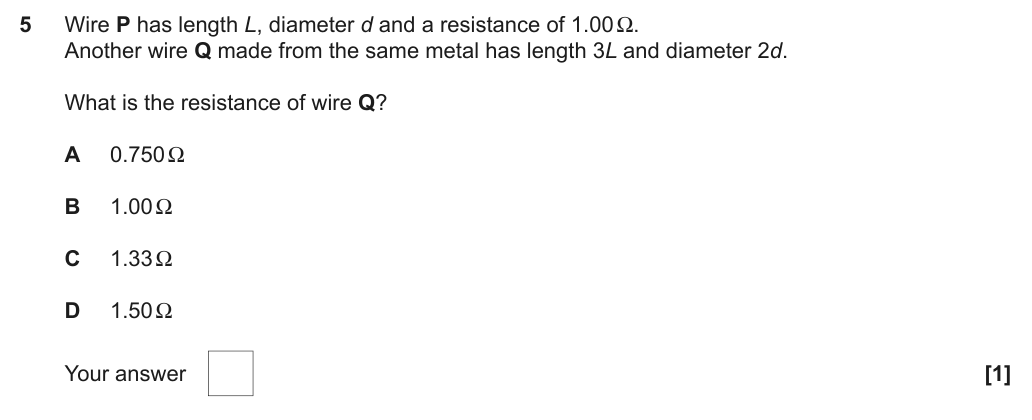 5 Wire P has length L, diameter d and a resistance of 1.00 Ω.
Another wire Q made from the same metal has length 3L and diameter 2d.
What is the resistance of wire Q?
A 0.750 Ω
B 1.00 Ω
C 1.33 Ω
D 1.50 Ω
Your answer [1]